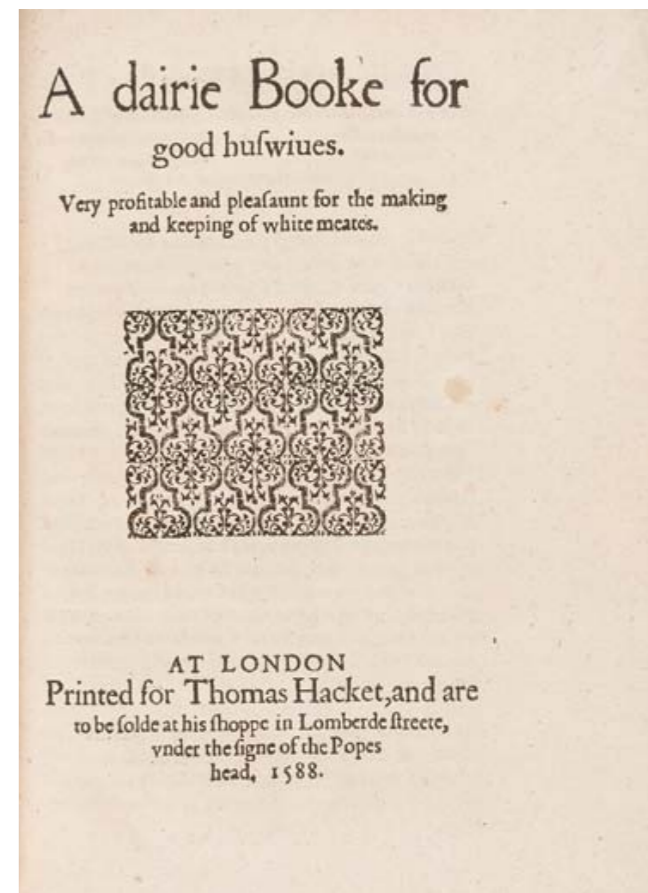 A dairie Booke for
good huſwiues.
Very profitable and pleaſaunt for the making
and keeping of white meates.
AT LONDON
Printed for Thomas Hacket, and are
to be ſolde at his ſhoppe in Lomberde ſtreete,
vnder the ſigne of the Popes
head, 1588.